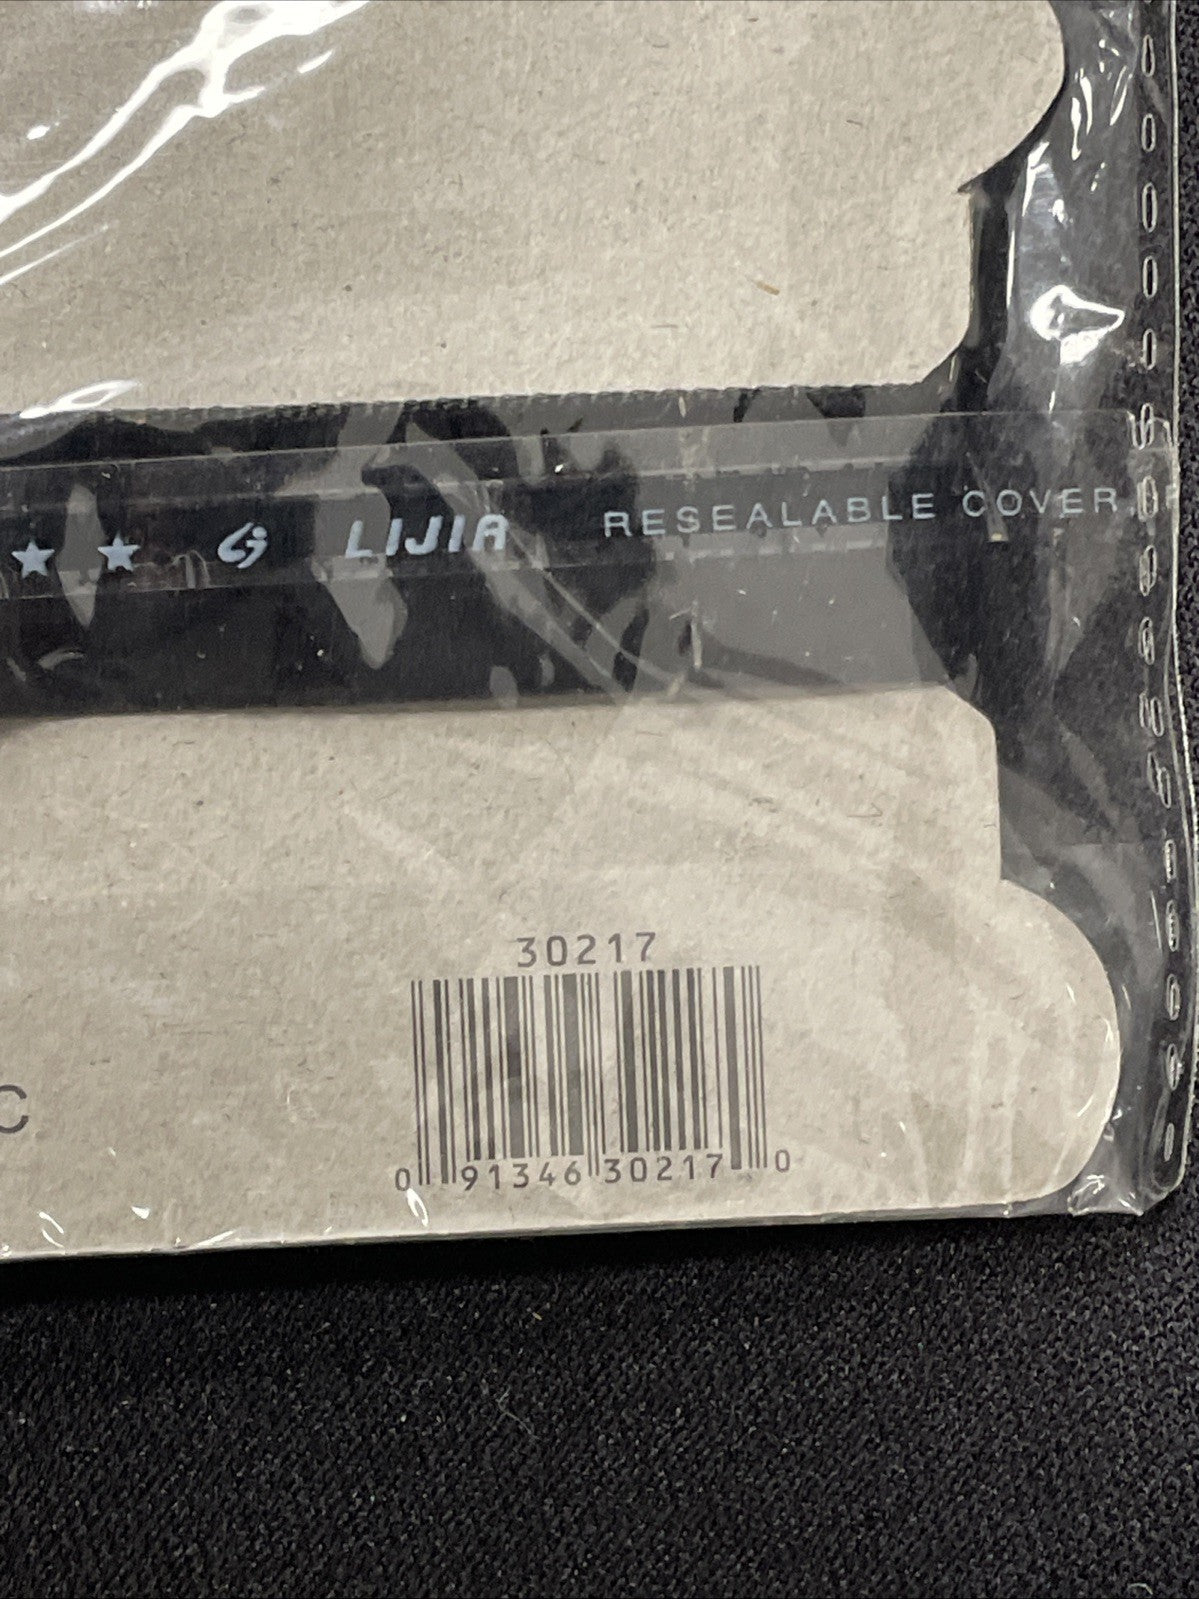 ★ ★ LIJIA RESEALABLE COVER
30217
C
0 91346 30217 0